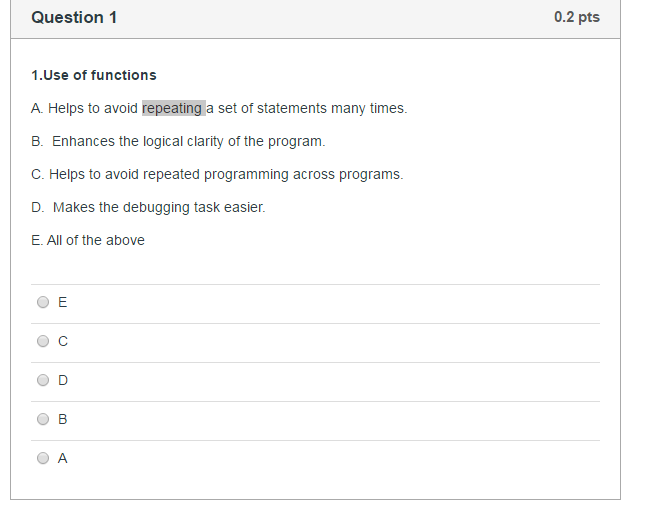 Question 1 0.2 pts
1.Use of functions
A. Helps to avoid repeating a set of statements many times.
B. Enhances the logical clarity of the program.
C. Helps to avoid repeated programming across programs.
D. Makes the debugging task easier.
E. All of the above
E
C
D
B
A